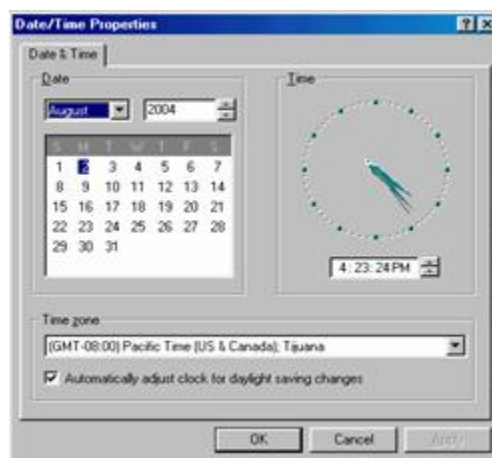 Date/Time Properties
Date & Time
Date
August
2004
S M T W T F S
1 2 3 4 5 6 7
8 9 10 11 12 13 14
15 16 17 18 19 20 21
22 23 24 25 26 27 28
29 30 31
Time
4:23:24 PM
Time zone
(GMT-08:00) Pacific Time (US & Canada); Tijuana
Automatically adjust clock for daylight saving changes
OK Cancel Apply